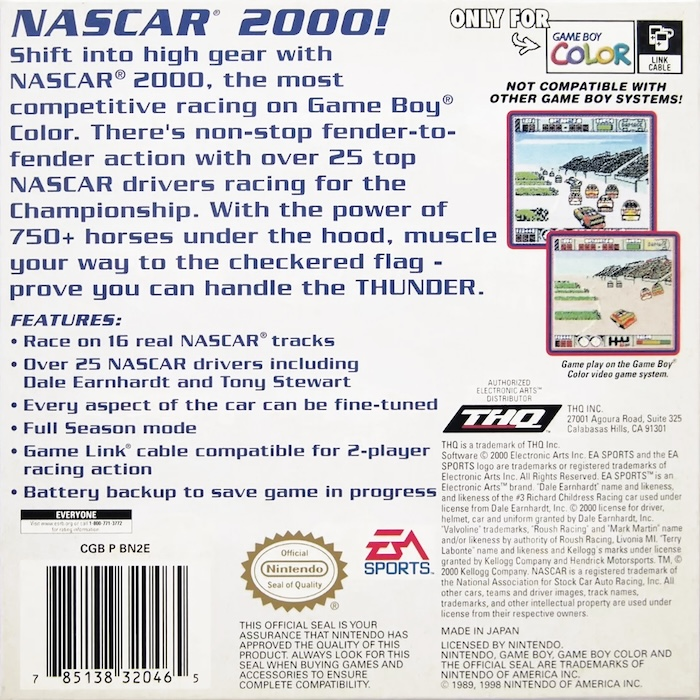 NASCAR® 2000!
Shift into high gear with
NASCAR® 2000, the most
competitive racing on Game Boy®
Color. There's non-stop fender-to-
fender action with over 25 top
NASCAR drivers racing for the
Championship. With the power of
750+ horses under the hood, muscle
your way to the checkered flag -
prove you can handle the THUNDER.
FEATURES:
• Race on 16 real NASCAR® tracks
• Over 25 NASCAR drivers including
Dale Earnhardt and Tony Stewart
• Every aspect of the car can be fine-tuned
• Full Season mode
• Game Link® cable compatible for 2-player
racing action
• Battery backup to save game in progress
ONLY FOR
GAME BOY
COLOR
LINK
CABLE
NOT COMPATIBLE WITH
OTHER GAME BOY SYSTEMS!
Game play on the Game Boy®
Color video game system.
AUTHORIZED
ELECTRONIC ARTS™
DISTRIBUTOR
THQ
THQ INC.
27001 Agoura Road, Suite 325
Calabasas Hills, CA 91301
THQ is a trademark of THQ Inc.
Software © 2000 Electronic Arts Inc. EA SPORTS and the EA
SPORTS logo are trademarks or registered trademarks of
Electronic Arts Inc. All Rights Reserved. EA SPORTS™ is an
Electronic Arts™ brand. "Dale Earnhardt" name and likeness,
and likeness of the #3 Richard Childress Racing car used under
license from Dale Earnhardt, Inc. © 2000 license for driver,
helmet, car and uniform granted by Dale Earnhardt, Inc.
"Valvoline" trademarks, "Roush Racing" and "Mark Martin" name
and/or likeness by authority of Roush Racing, Livonia MI. "Terry
Labonte" name and likeness and Kellogg's marks under license
granted by Kellogg Company and Hendrick Motorsports. TM, ©
2000 Kellogg Company. NASCAR is a registered trademark of
the National Association for Stock Car Auto Racing, Inc. All
other cars, teams and driver images, track names,
trademarks, and other intellectual property are used under
license from their respective owners.
MADE IN JAPAN
LICENSED BY NINTENDO.
NINTENDO, GAME BOY, GAME BOY COLOR AND
THE OFFICIAL SEAL ARE TRADEMARKS OF
NINTENDO OF AMERICA INC.
© 1989, 1998 NINTENDO OF AMERICA INC.
EVERYONE
Visit www.esrb.org or call 1-800-771-3772
for rating information
CGB P BN2E
7 85138 32046 5
Official
Nintendo
Seal of Quality
®
EA
SPORTS™
THIS OFFICIAL SEAL IS YOUR
ASSURANCE THAT NINTENDO HAS
APPROVED THE QUALITY OF THIS
PRODUCT. ALWAYS LOOK FOR THIS
SEAL WHEN BUYING GAMES AND
ACCESSORIES TO ENSURE
COMPLETE COMPATIBILITY.